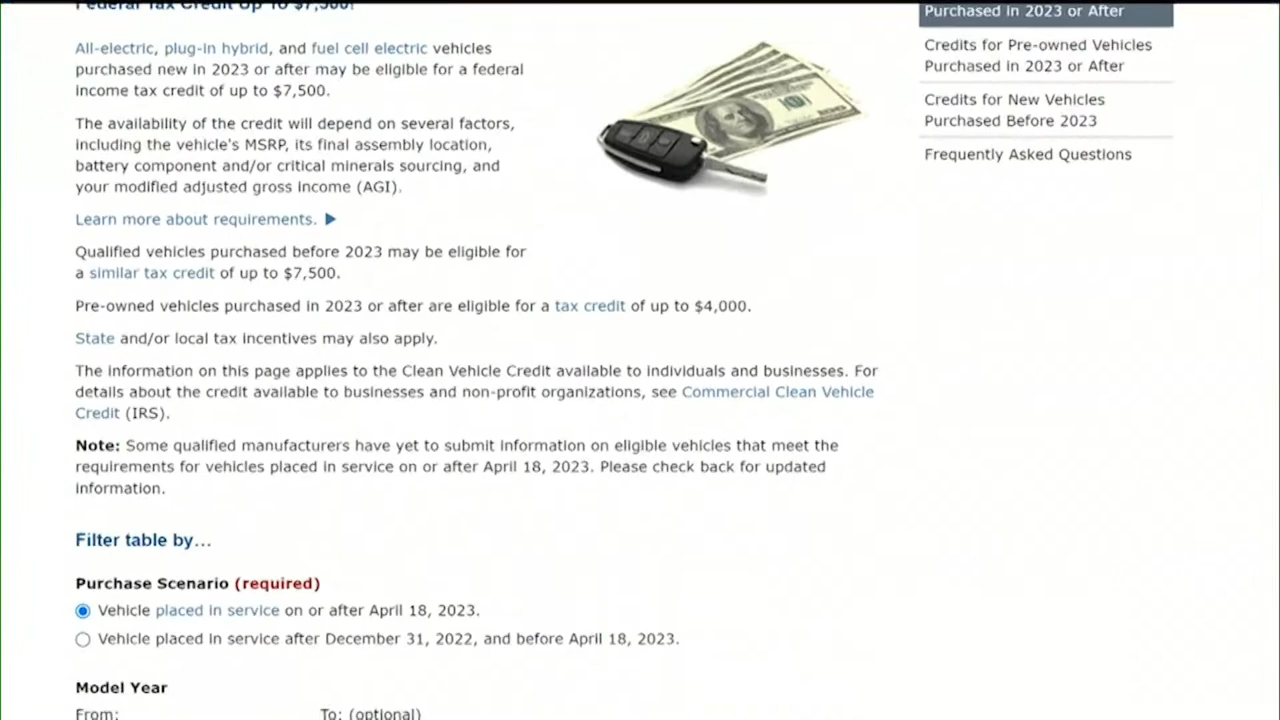 Federal Tax Credit Up To $7,500!
All-electric, plug-in hybrid, and fuel cell electric vehicles
purchased new in 2023 or after may be eligible for a federal
income tax credit of up to $7,500.
The availability of the credit will depend on several factors,
including the vehicle's MSRP, its final assembly location,
battery component and/or critical minerals sourcing, and
your modified adjusted gross income (AGI).
Learn more about requirements.
Qualified vehicles purchased before 2023 may be eligible for
a similar tax credit of up to $7,500.
Pre-owned vehicles purchased in 2023 or after are eligible for a tax credit of up to $4,000.
State and/or local tax incentives may also apply.
The information on this page applies to the Clean Vehicle Credit available to individuals and businesses. For
details about the credit available to businesses and non-profit organizations, see Commercial Clean Vehicle
Credit (IRS).
Note: Some qualified manufacturers have yet to submit information on eligible vehicles that meet the
requirements for vehicles placed in service on or after April 18, 2023. Please check back for updated
information.
Filter table by...
Purchase Scenario (required)
Vehicle placed in service on or after April 18, 2023.
Vehicle placed in service after December 31, 2022, and before April 18, 2023.
Model Year
From:
To: (optional)
Purchased in 2023 or After
Credits for Pre-owned Vehicles
Purchased in 2023 or After
Credits for New Vehicles
Purchased Before 2023
Frequently Asked Questions